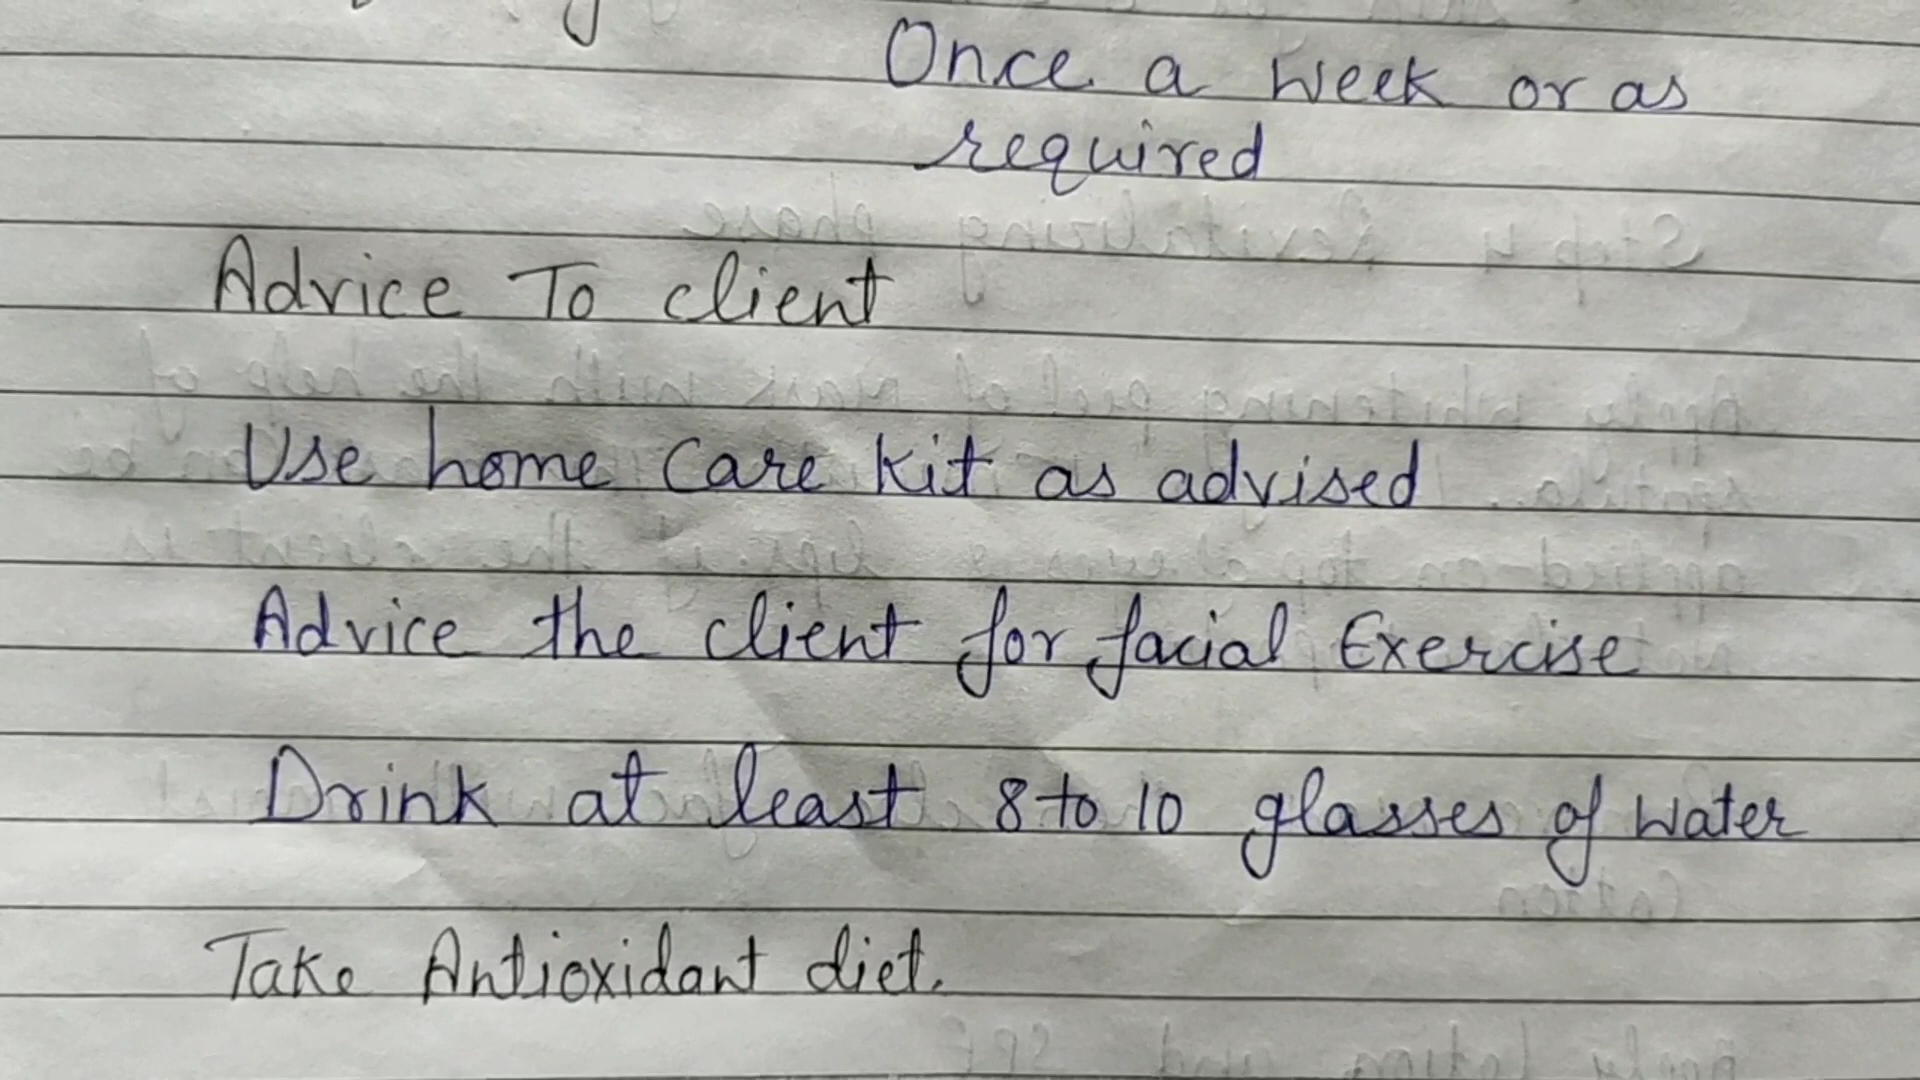 Once a week or as
required
Advice To client
Use home care kit as advised
Advice the client for facial Exercise
Drink at least 8 to 10 glasses of water
Take Antioxidant diet.